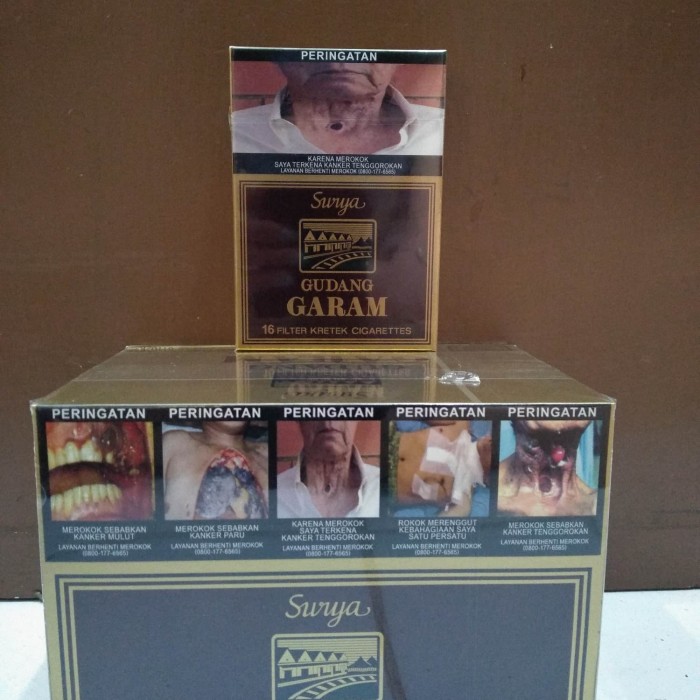 PERINGATAN
KARENA MEROKOK
SAYA TERKENA KANKER TENGGOROKAN
LAYANAN BERHENTI MEROKOK (0800-177-6565)
Surya
GUDANG
GARAM
16 FILTER KRETEK CIGARETTES
PERINGATAN
MEROKOK SEBABKAN
KANKER MULUT
LAYANAN BERHENTI MEROKOK
(0800-177-6565)
PERINGATAN
MEROKOK SEBABKAN
KANKER PARU
LAYANAN BERHENTI MEROKOK
(0800-177-6565)
PERINGATAN
KARENA MEROKOK
SAYA TERKENA
KANKER TENGGOROKAN
LAYANAN BERHENTI MEROKOK
(0800-177-6565)
PERINGATAN
ROKOK MERENGGUT
KEBAHAGIAAN SAYA
SATU PERSATU
LAYANAN BERHENTI MEROKOK
(0800-177-6565)
PERINGATAN
MEROKOK SEBABKAN
KANKER TENGGOROKAN
LAYANAN BERHENTI MEROKOK
(0800-177-6565)
Surya